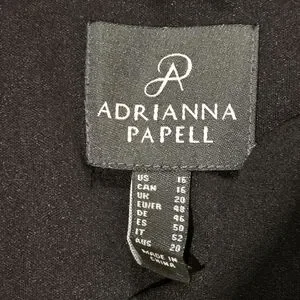 ADRIANNA
PAPELL
US 16
CAN 16
UK 20
EU/FR 48
DE 46
ES 50
IT 52
AUS 20
MADE IN
CHINA